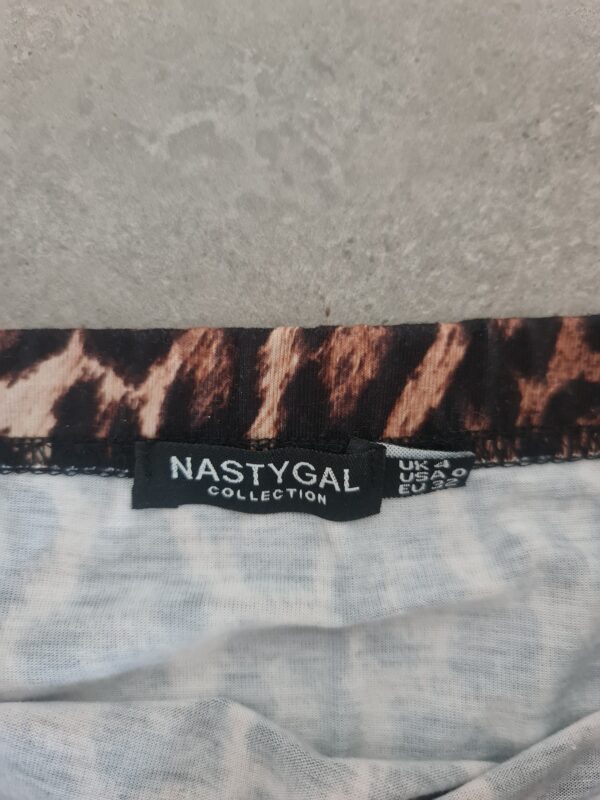 NASTYGAL
COLLECTION
UK 4
USA 0
EU 32